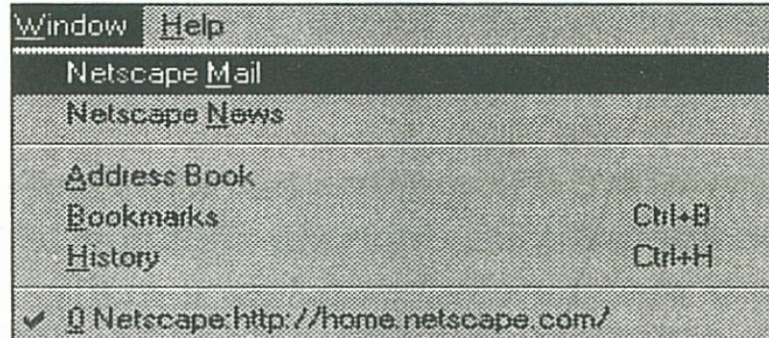 Window Help
Netscape Mail
Netscape News
Address Book
Bookmarks Ctrl+B
History Ctrl+H
✔ 0 Netscape:http://home.netscape.com/